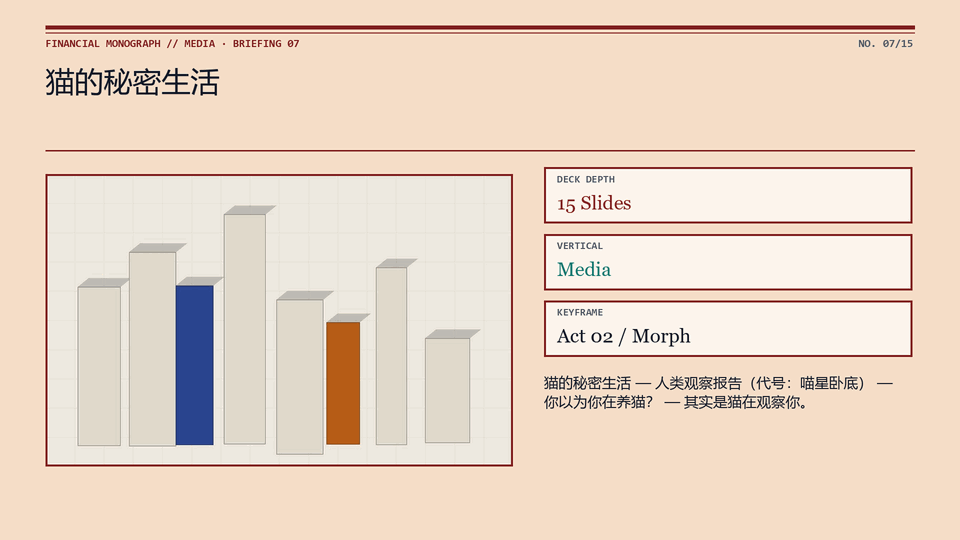 FINANCIAL MONOGRAPH // MEDIA · BRIEFING 07
NO. 07/15
猫的秘密生活
DECK DEPTH
15 Slides
VERTICAL
Media
KEYFRAME
Act 02 / Morph
猫的秘密生活 — 人类观察报告（代号：喵星卧底） —
你以为你在养猫？ — 其实是猫在观察你。